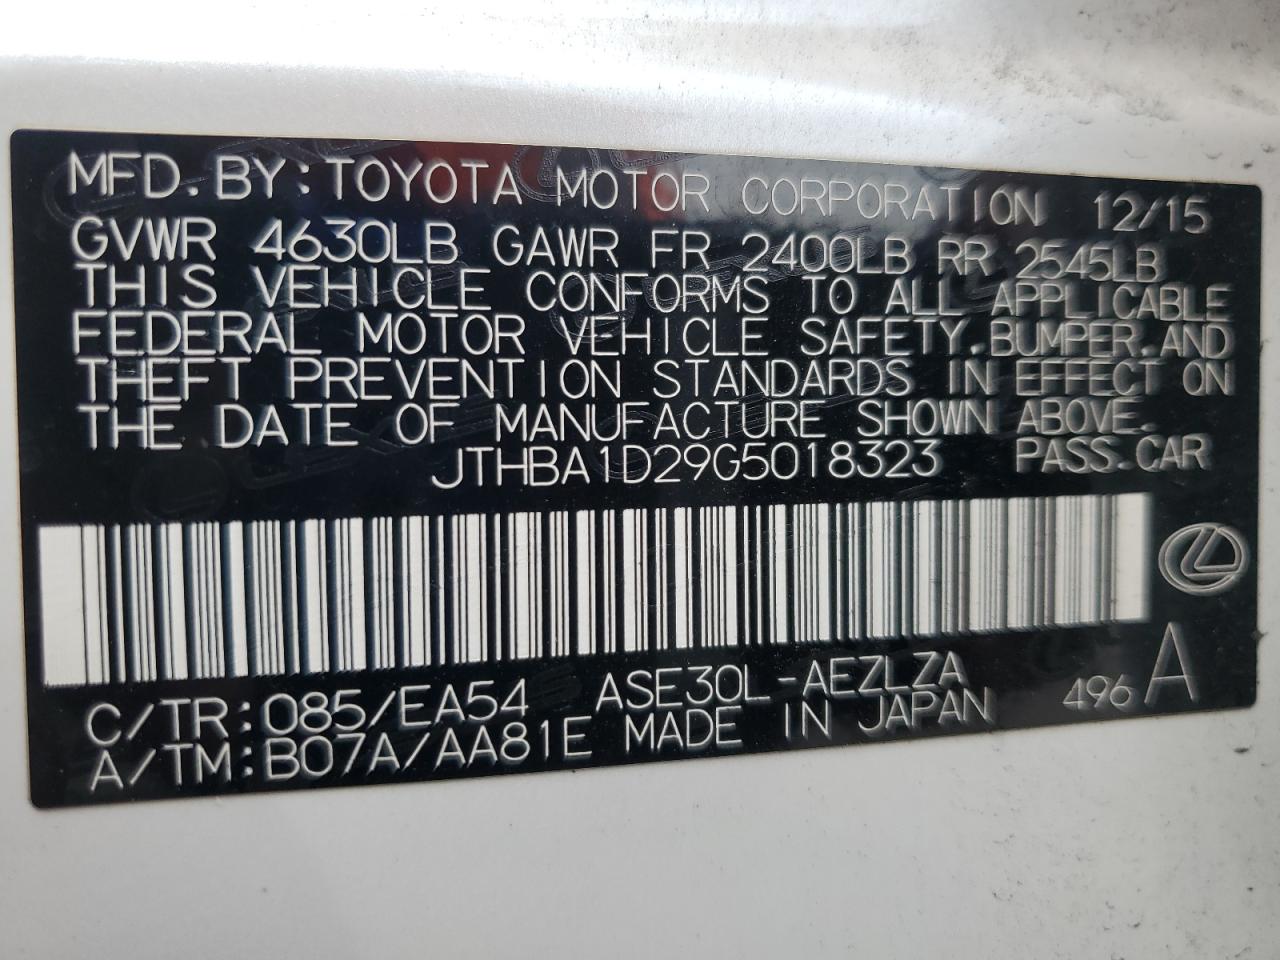 MFD. BY: TOYOTA MOTOR CORPORATION 12/15
GVWR 4630LB GAWR FR 2400LB RR 2545LB
THIS VEHICLE CONFORMS TO ALL APPLICABLE
FEDERAL MOTOR VEHICLE SAFETY, BUMPER, AND
THEFT PREVENTION STANDARDS IN EFFECT ON
THE DATE OF MANUFACTURE SHOWN ABOVE.
JTHBA1D29G5018323 PASS. CAR
C/TR: 085/EA54 ASE30L-AEZLZA
A/TM: B07A/AA81E MADE IN JAPAN 496 A